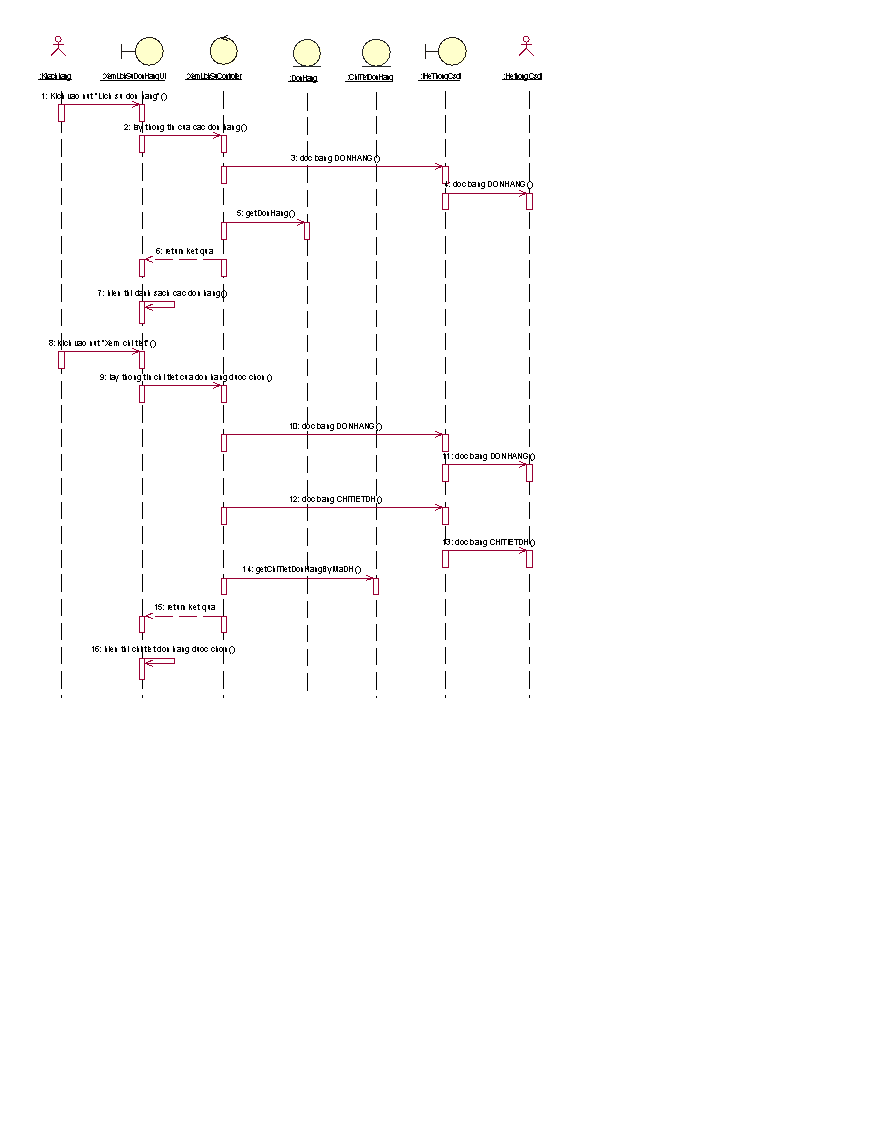 : KhachHang
: XemLichSuDonHangUI
: XemLichSuController
: DonHang
: ChiTietDonHang
: IHeThongCsdl
: HeThongCsdl
1: Kich vao nut "Lich su don hang" ()
2: lay thong tin cua cac don hang()
3: doc bang DONHANG ()
4: doc bang DONHANG ()
5: getDonHang()
6: return ket qua
7: hien thi danh sach cac don hang()
8: kich vao nut "Xem chi tiet" ()
9: lay thong tin chi tiet cua don hang duoc chon()
10: doc bang DONHANG ()
11: doc bang DONHANG ()
12: doc bang CHITIETDH()
13: doc bang CHITIETDH()
14: getChiTietDonHangByMaDH()
15: return ket qua
16: hien thi chi tiet don hang duoc chon()